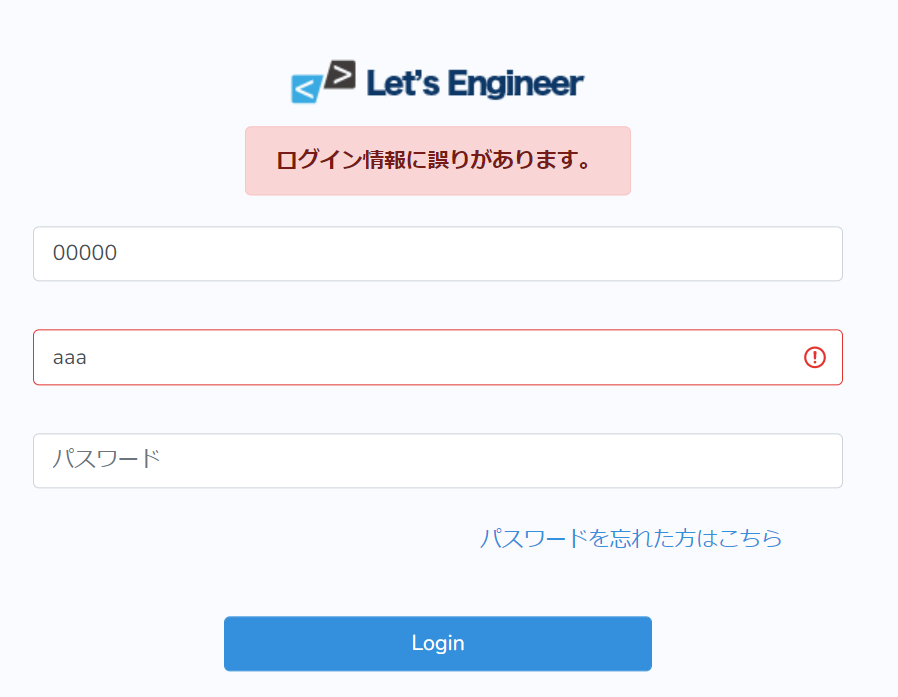 Let's Engineer
ログイン情報に誤りがあります。
00000
aaa
パスワード
パスワードを忘れた方はこちら
Login